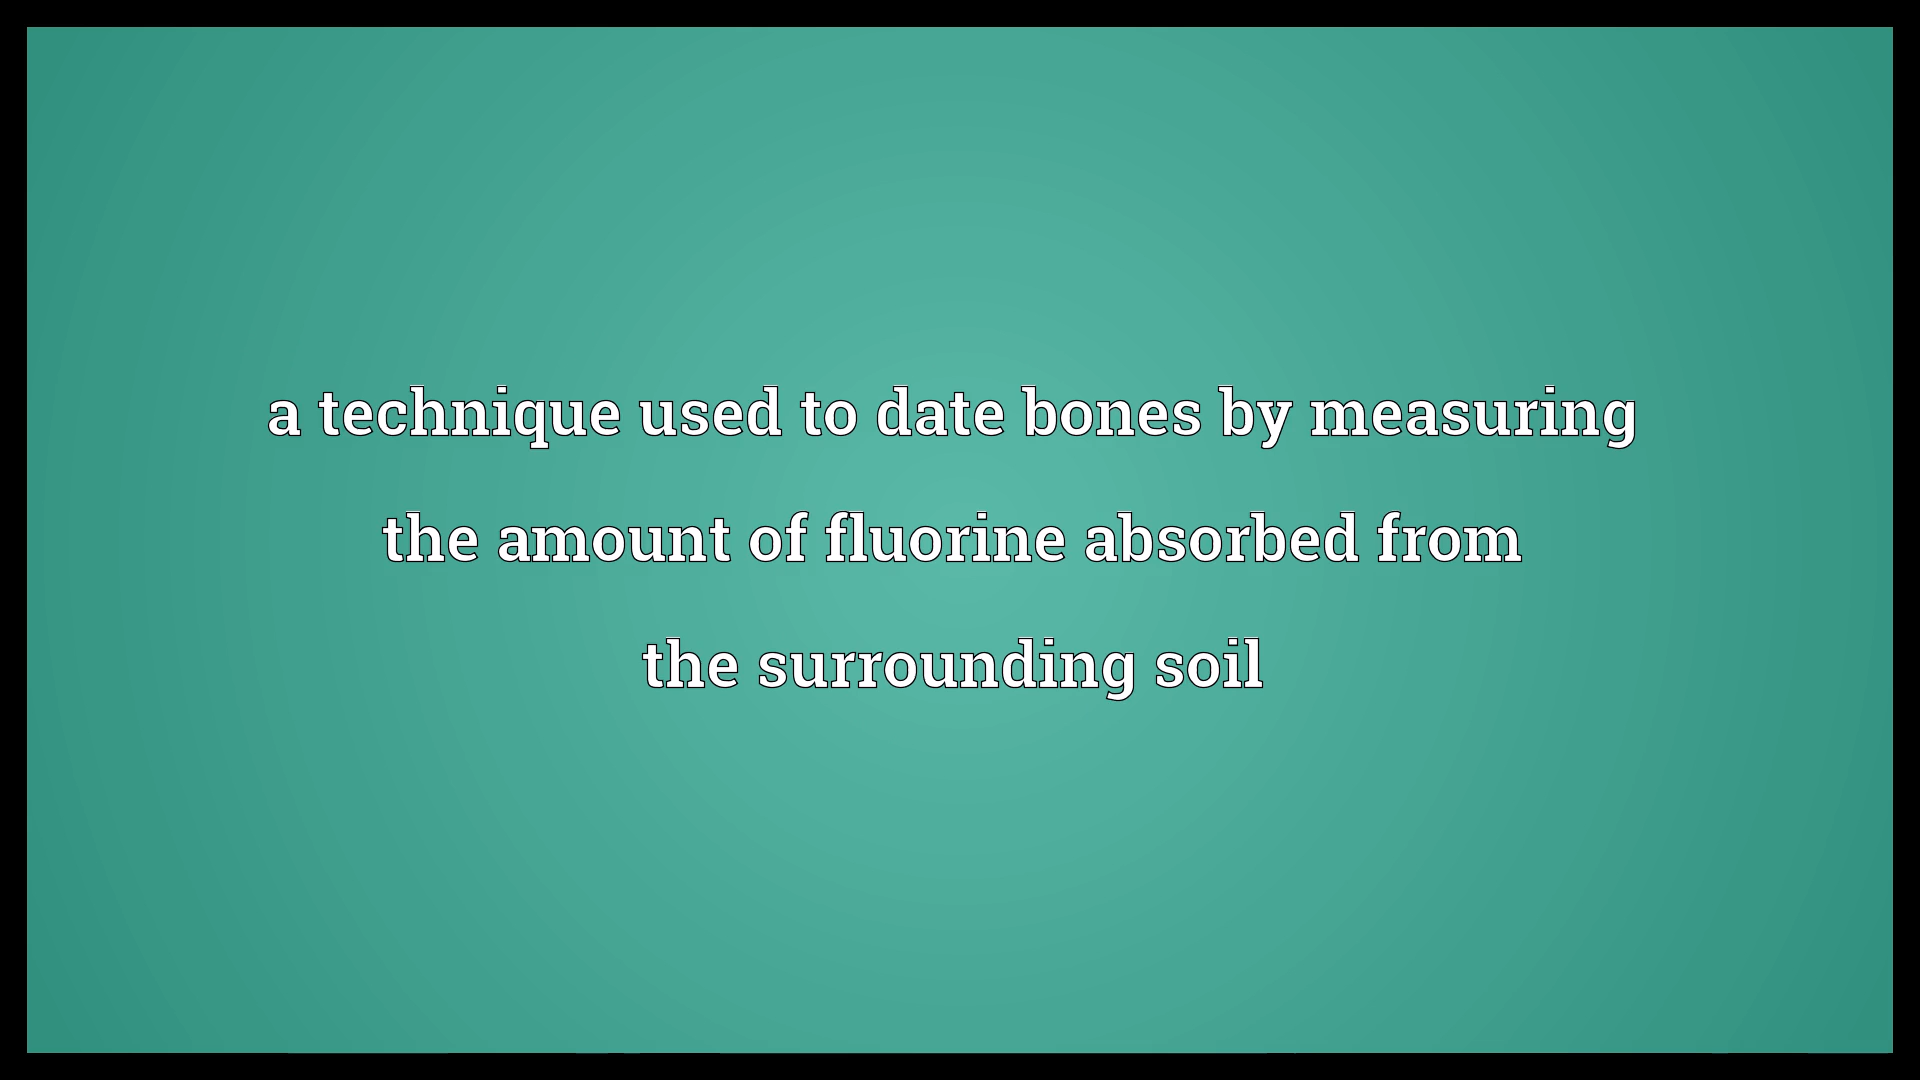 a technique used to date bones by measuring
the amount of fluorine absorbed from
the surrounding soil